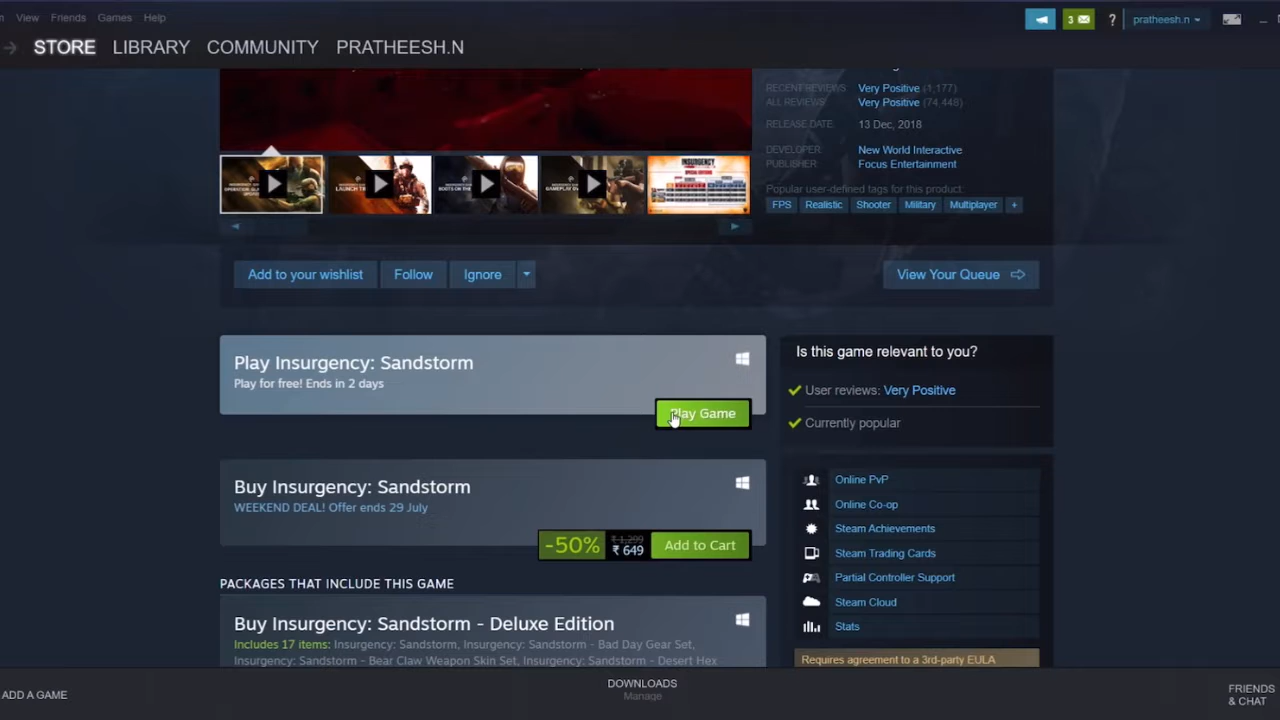 View Friends Games Help
3
?
pratheesh.n
STORE LIBRARY COMMUNITY PRATHEESH.N
RECENT REVIEWS: Very Positive (1,177)
ALL REVIEWS: Very Positive (74,448)
RELEASE DATE: 13 Dec, 2018
DEVELOPER: New World Interactive
PUBLISHER: Focus Entertainment
Popular user-defined tags for this product:
FPS Realistic Shooter Military Multiplayer +
INSURGENCY
Add to your wishlist Follow Ignore View Your Queue
Play Insurgency: Sandstorm
Play for free! Ends in 2 days
Play Game
Is this game relevant to you?
User reviews: Very Positive
Currently popular
Buy Insurgency: Sandstorm
WEEKEND DEAL! Offer ends 29 July
-50% ₹ 1,299 ₹ 649 Add to Cart
Online PvP
Online Co-op
Steam Achievements
Steam Trading Cards
Partial Controller Support
Steam Cloud
Stats
Requires agreement to a 3rd-party EULA
PACKAGES THAT INCLUDE THIS GAME
Buy Insurgency: Sandstorm - Deluxe Edition
Includes 17 items: Insurgency: Sandstorm, Insurgency: Sandstorm - Bad Day Gear Set,
Insurgency: Sandstorm - Bear Claw Weapon Skin Set, Insurgency: Sandstorm - Desert Hex
ADD A GAME
DOWNLOADS
Manage
FRIENDS
& CHAT